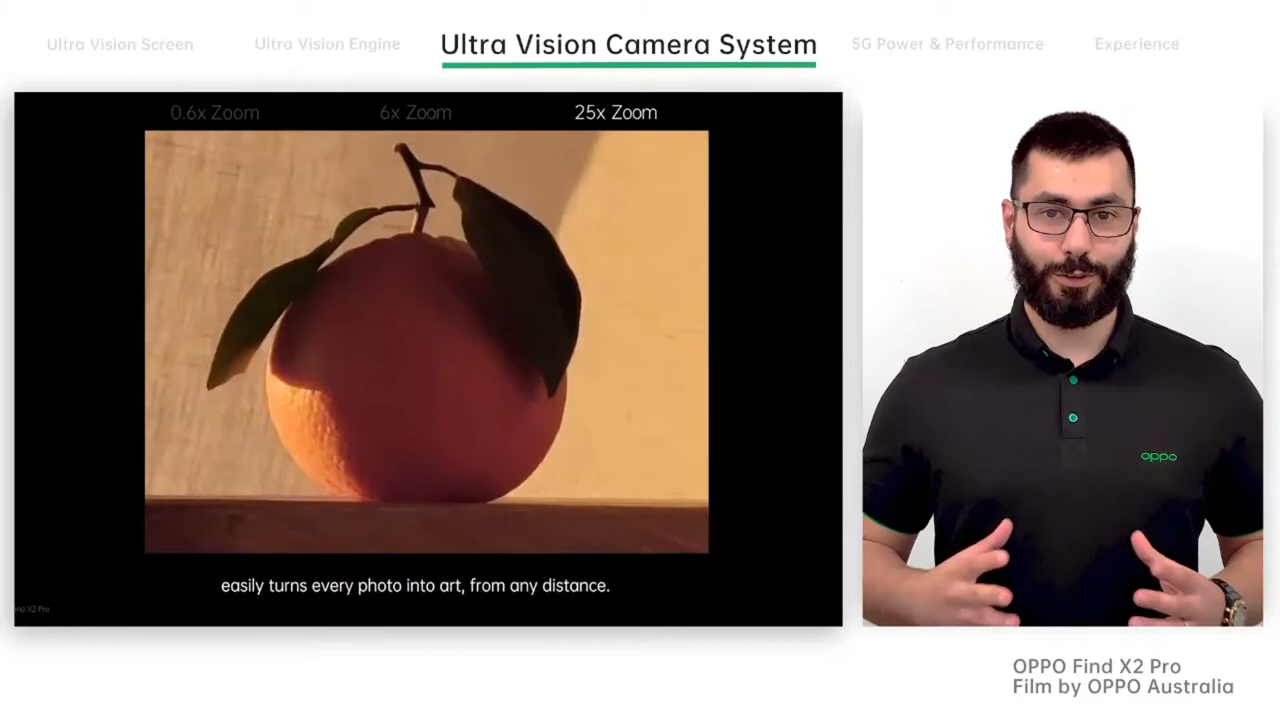 Ultra Vision Screen
Ultra Vision Engine
Ultra Vision Camera System
5G Power & Performance
Experience
0.6x Zoom
6x Zoom
25x Zoom
easily turns every photo into art, from any distance.
X2 Pro
oppo
OPPO Find X2 Pro
Film by OPPO Australia